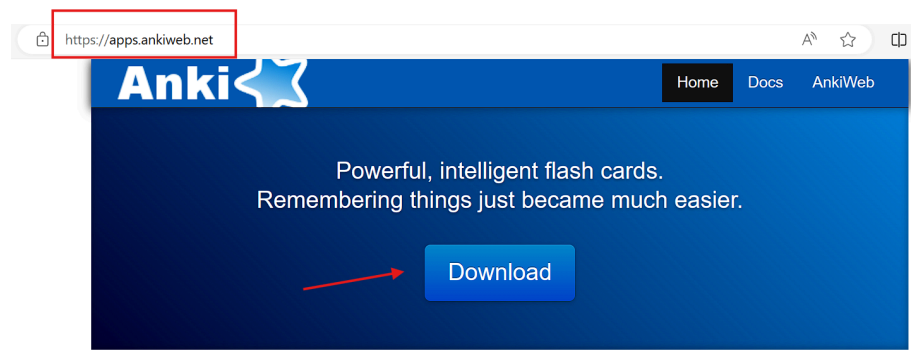 https://apps.ankiweb.net
Anki
Home Docs AnkiWeb
Powerful, intelligent flash cards.
Remembering things just became much easier.
Download